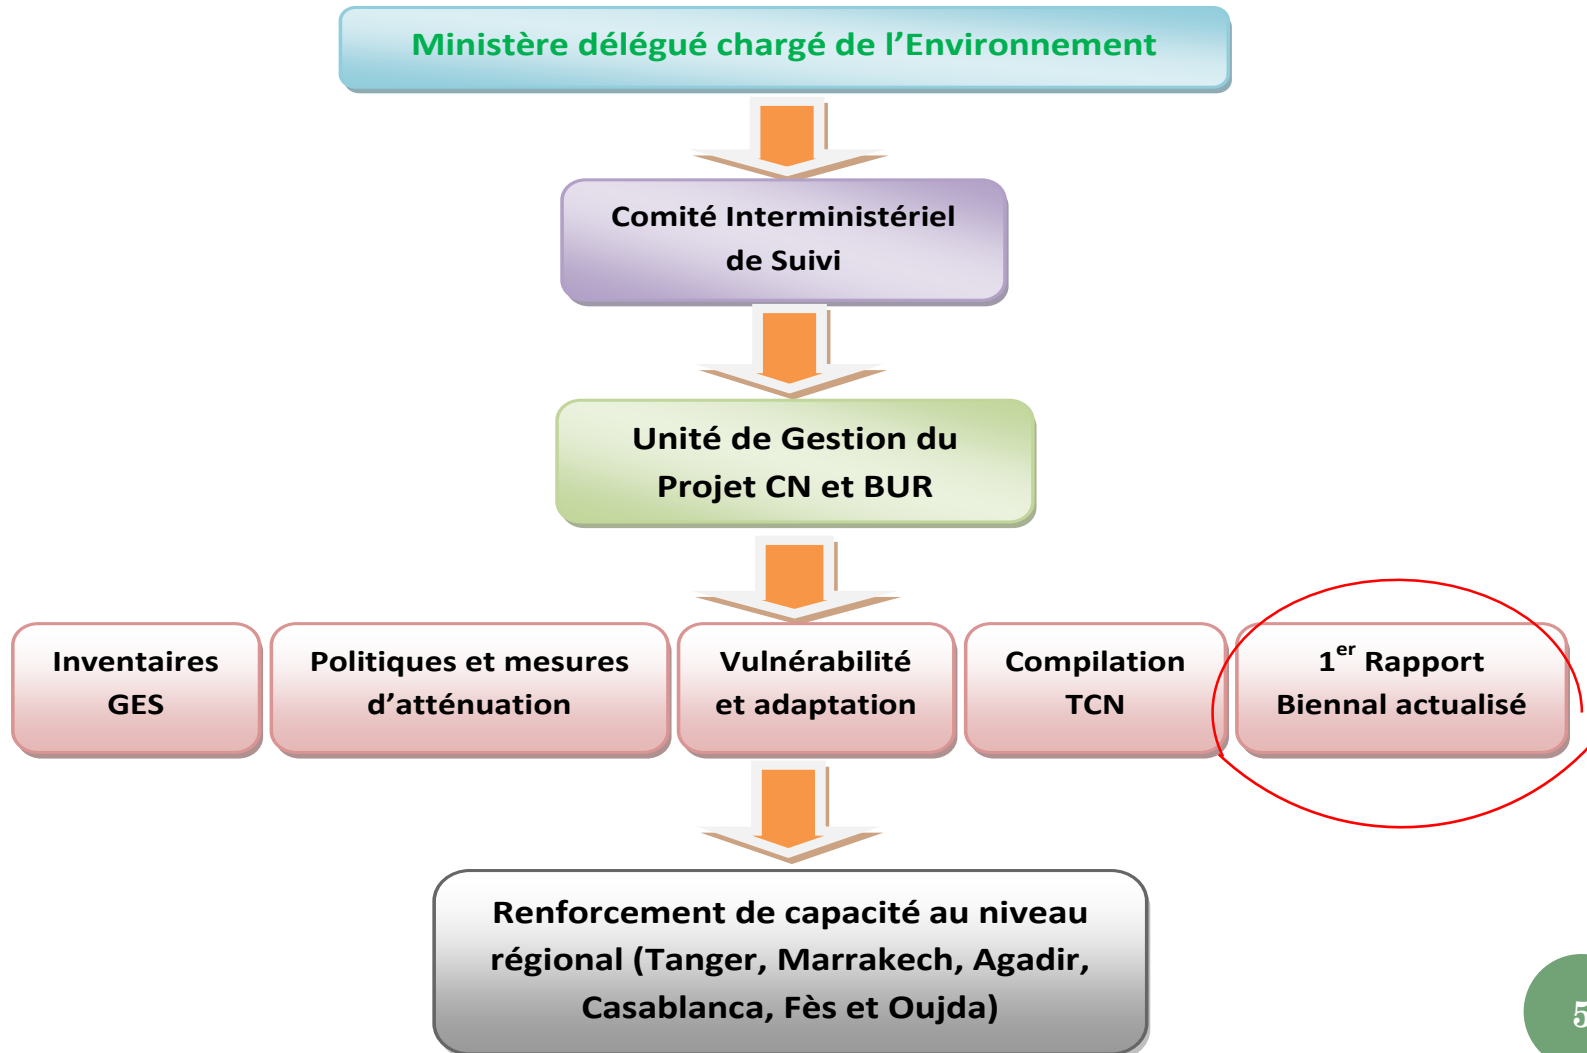 Ministère délégué chargé de l’Environnement
Comité Interministériel
de Suivi
Unité de Gestion du
Projet CN et BUR
Inventaires
GES
Politiques et mesures
d’atténuation
Vulnérabilité
et adaptation
Compilation
TCN
1er Rapport
Biennal actualisé
Renforcement de capacité au niveau
régional (Tanger, Marrakech, Agadir,
Casablanca, Fès et Oujda)
5